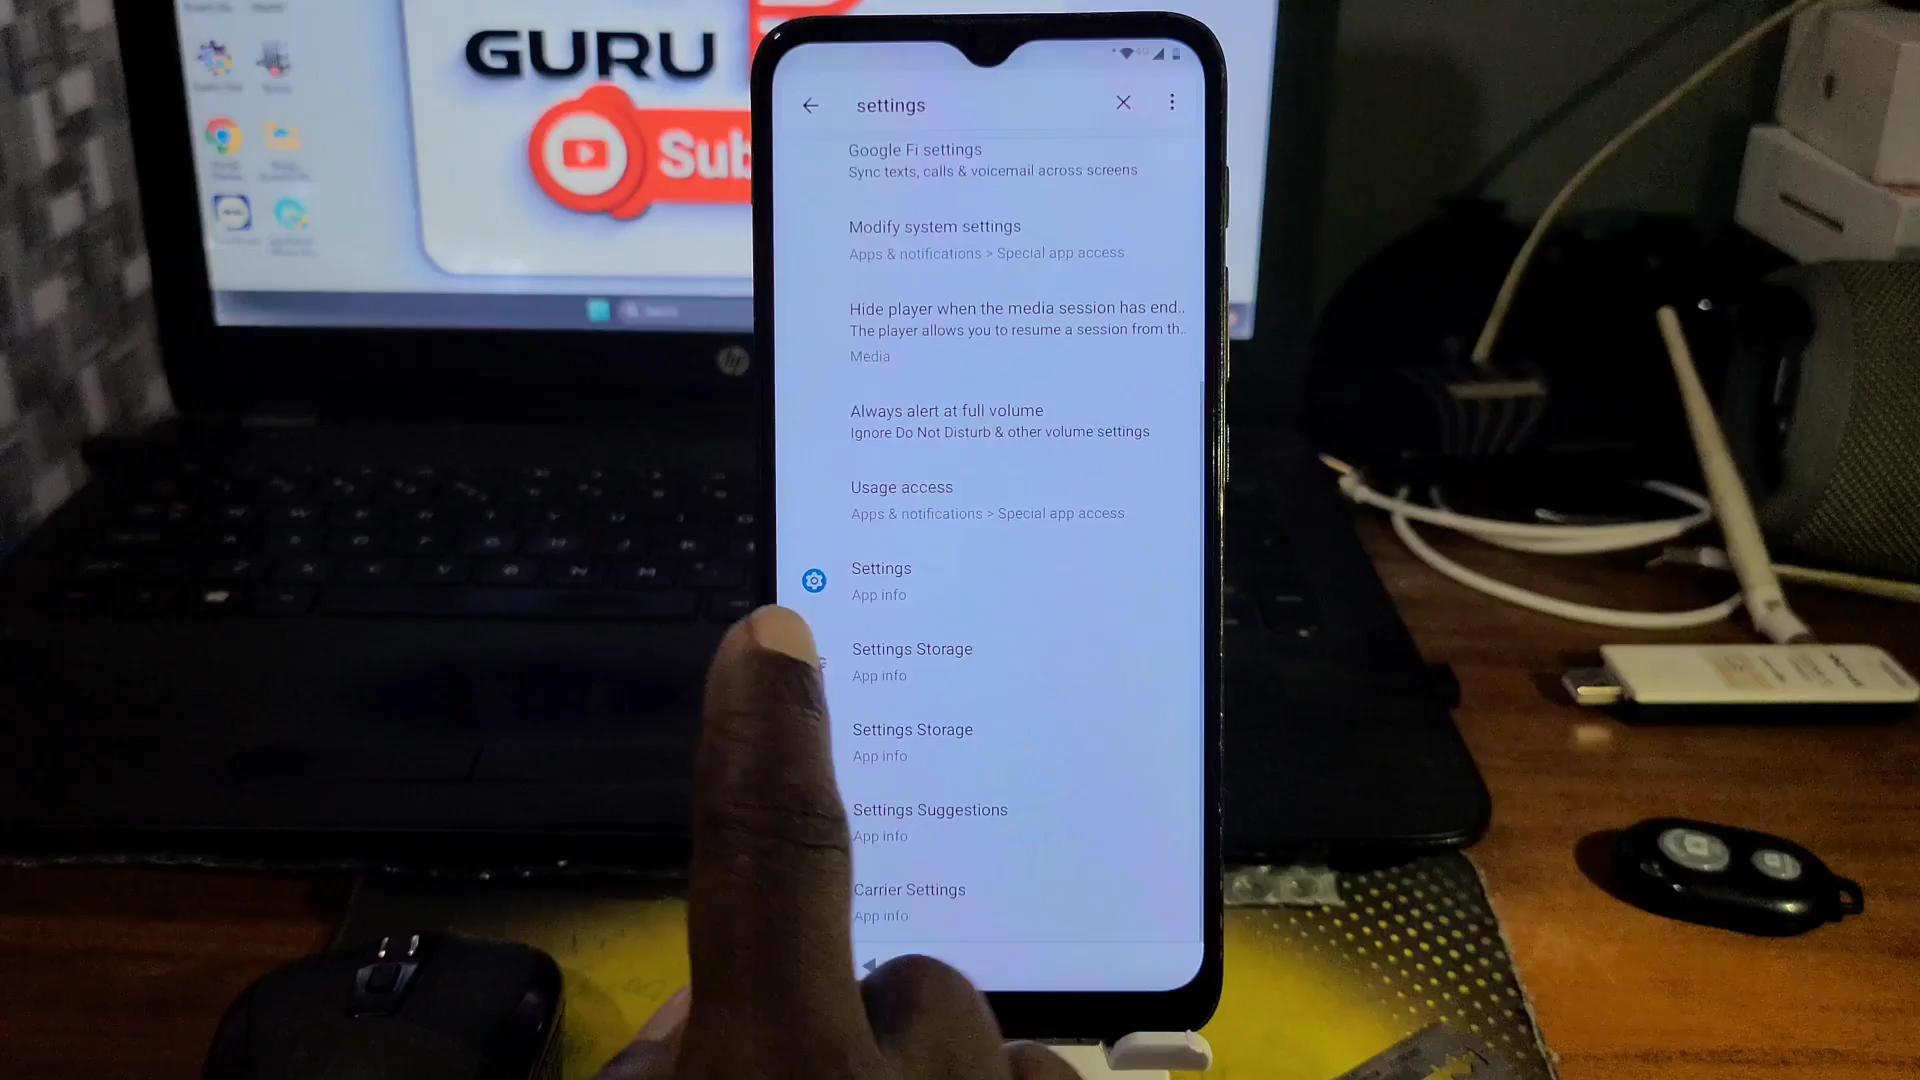 GURU
Sub
hp
settings
Google Fi settings
Sync texts, calls & voicemail across screens
Modify system settings
Apps & notifications > Special app access
Hide player when the media session has end..
The player allows you to resume a session from th..
Media
Always alert at full volume
Ignore Do Not Disturb & other volume settings
Usage access
Apps & notifications > Special app access
Settings
App info
Settings Storage
App info
Settings Storage
App info
Settings Suggestions
App info
Carrier Settings
App info